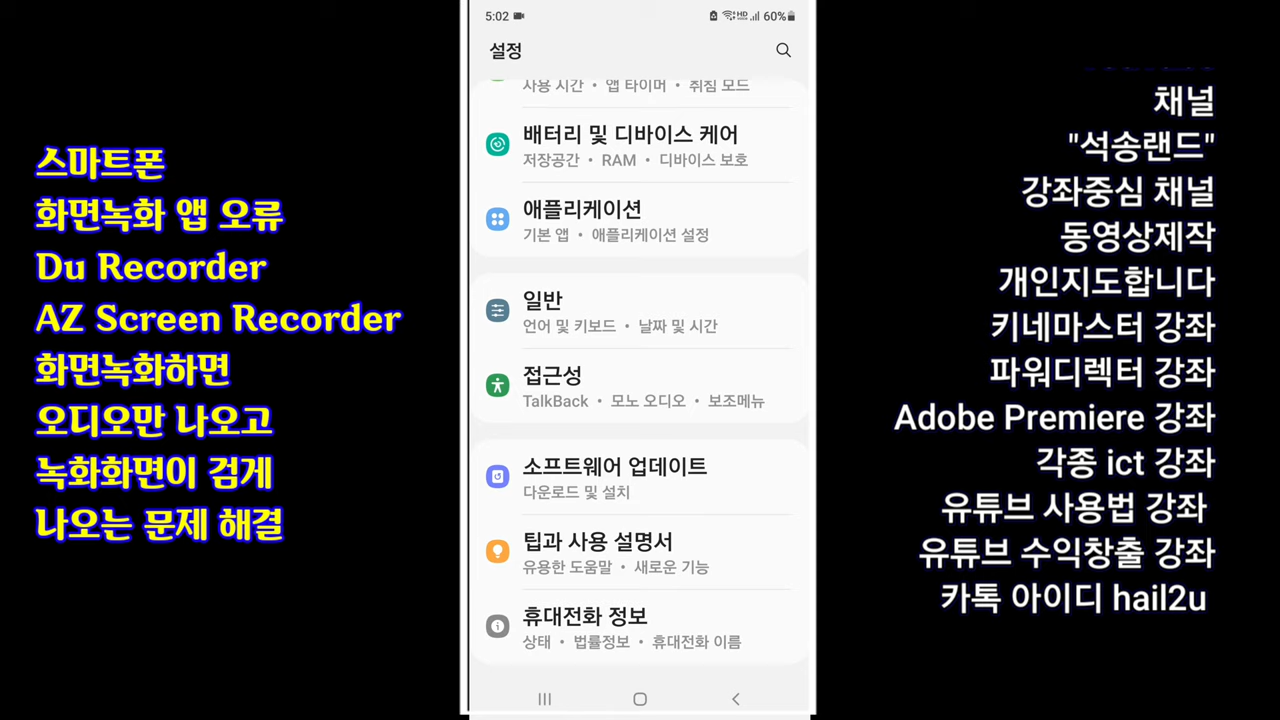 스마트폰
화면녹화 앱 오류
Du Recorder
AZ Screen Recorder
화면녹화하면
오디오만 나오고
녹화화면이 검게
나오는 문제 해결
5:02
HD
60%
설정
사용 시간 • 앱 타이머 • 취침 모드
배터리 및 디바이스 케어
저장공간 • RAM • 디바이스 보호
애플리케이션
기본 앱 • 애플리케이션 설정
일반
언어 및 키보드 • 날짜 및 시간
접근성
TalkBack • 모노 오디오 • 보조메뉴
소프트웨어 업데이트
다운로드 및 설치
팁과 사용 설명서
유용한 도움말 • 새로운 기능
휴대전화 정보
상태 • 법률정보 • 휴대전화 이름
채널
"석송랜드"
강좌중심 채널
동영상제작
개인지도합니다
키네마스터 강좌
파워디렉터 강좌
Adobe Premiere 강좌
각종 ict 강좌
유튜브 사용법 강좌
유튜브 수익창출 강좌
카톡 아이디 hail2u